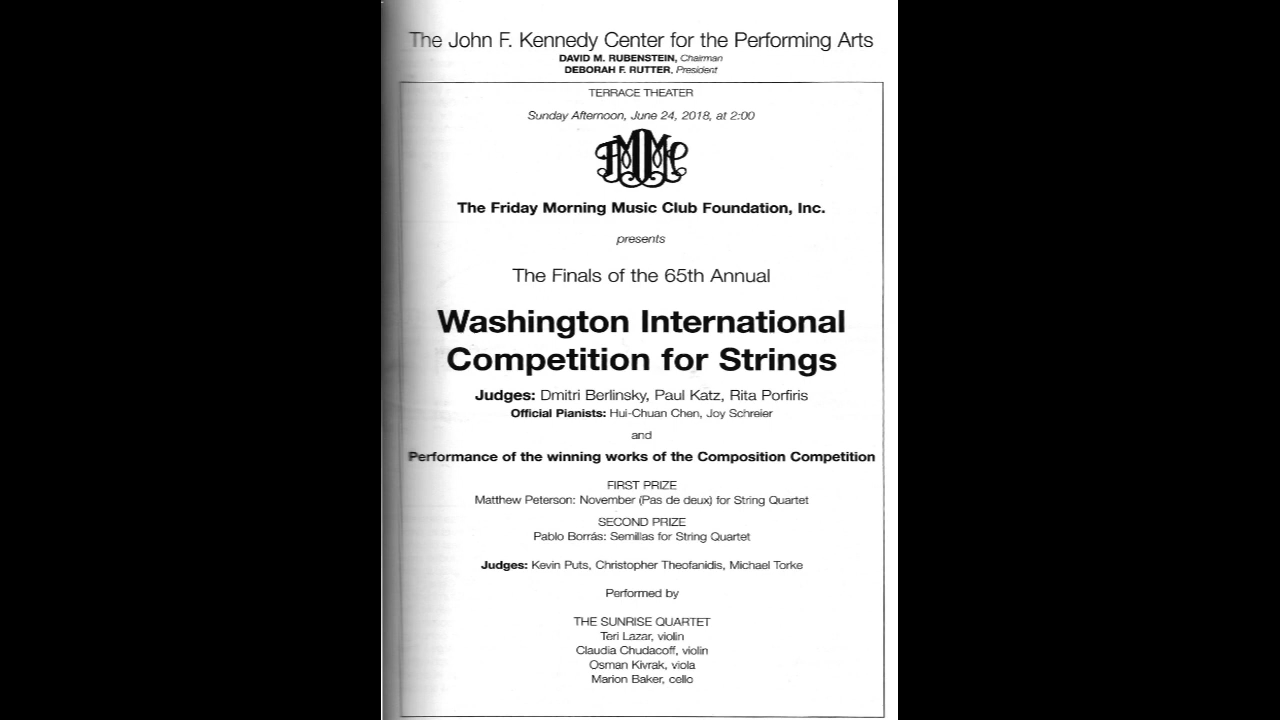 The John F. Kennedy Center for the Performing Arts
DAVID M. RUBENSTEIN, Chairman
DEBORAH F. RUTTER, President
TERRACE THEATER
Sunday Afternoon, June 24, 2018, at 2:00
FMMC
The Friday Morning Music Club Foundation, Inc.
presents
The Finals of the 65th Annual
Washington International
Competition for Strings
Judges: Dmitri Berlinsky, Paul Katz, Rita Porfiris
Official Pianists: Hui-Chuan Chen, Joy Schreier
and
Performance of the winning works of the Composition Competition
FIRST PRIZE
Matthew Peterson: November (Pas de deux) for String Quartet
SECOND PRIZE
Pablo Borrás: Semillas for String Quartet
Judges: Kevin Puts, Christopher Theofanidis, Michael Torke
Performed by
THE SUNRISE QUARTET
Teri Lazar, violin
Claudia Chudacoff, violin
Osman Kivrak, viola
Marion Baker, cello